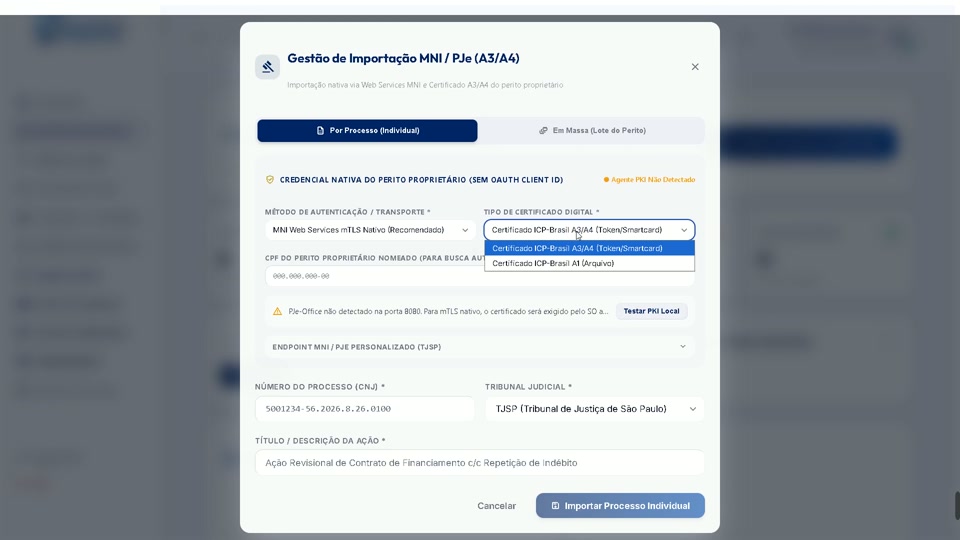 Gestão de Importação MNI / PJe (A3/A4)
Importação nativa via Web Services MNI e Certificado A3/A4 do perito proprietário
Por Processo (Individual)
Em Massa (Lote do Perito)
CREDENCIAL NATIVA DO PERITO PROPRIETÁRIO (SEM OAUTH CLIENT ID)
Agente PKI Não Detectado
MÉTODO DE AUTENTICAÇÃO / TRANSPORTE *
TIPO DE CERTIFICADO DIGITAL *
MNI Web Services mTLS Nativo (Recomendado)
Certificado ICP-Brasil A3/A4 (Token/Smartcard)
Certificado ICP-Brasil A3/A4 (Token/Smartcard)
Certificado ICP-Brasil A1 (Arquivo)
CPF DO PERITO PROPRIETÁRIO NOMEADO (PARA BUSCA AUT
000.000.000-00
PJe-Office não detectado na porta 8080. Para mTLS nativo, o certificado será exigido pelo SO a...
Testar PKI Local
ENDPOINT MNI / PJE PERSONALIZADO (TJSP)
NÚMERO DO PROCESSO (CNJ) *
TRIBUNAL JUDICIAL *
5001234-56.2026.8.26.0100
TJSP (Tribunal de Justiça de São Paulo)
TÍTULO / DESCRIÇÃO DA AÇÃO *
Ação Revisional de Contrato de Financiamento c/c Repetição de Indébito
Cancelar
Importar Processo Individual